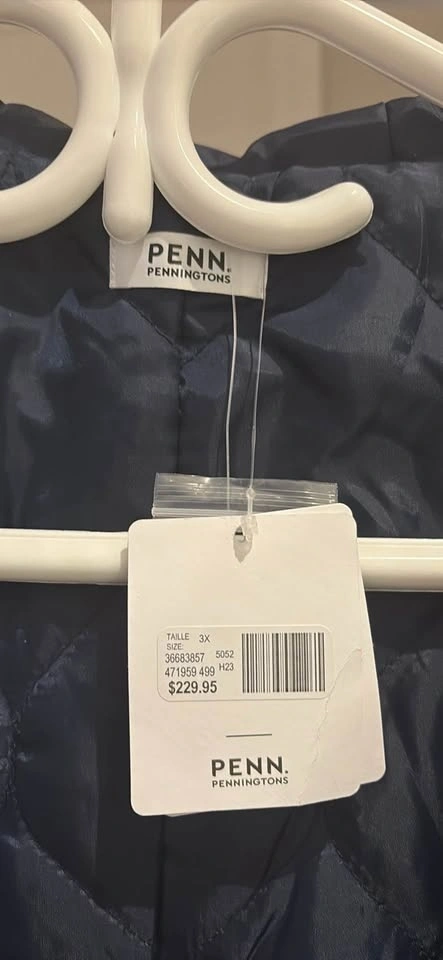 PENN.
PENNINGTONS
TAILLE 3X
SIZE:
36683857 5052
471959 499 H23
$229.95
PENN.
PENNINGTONS